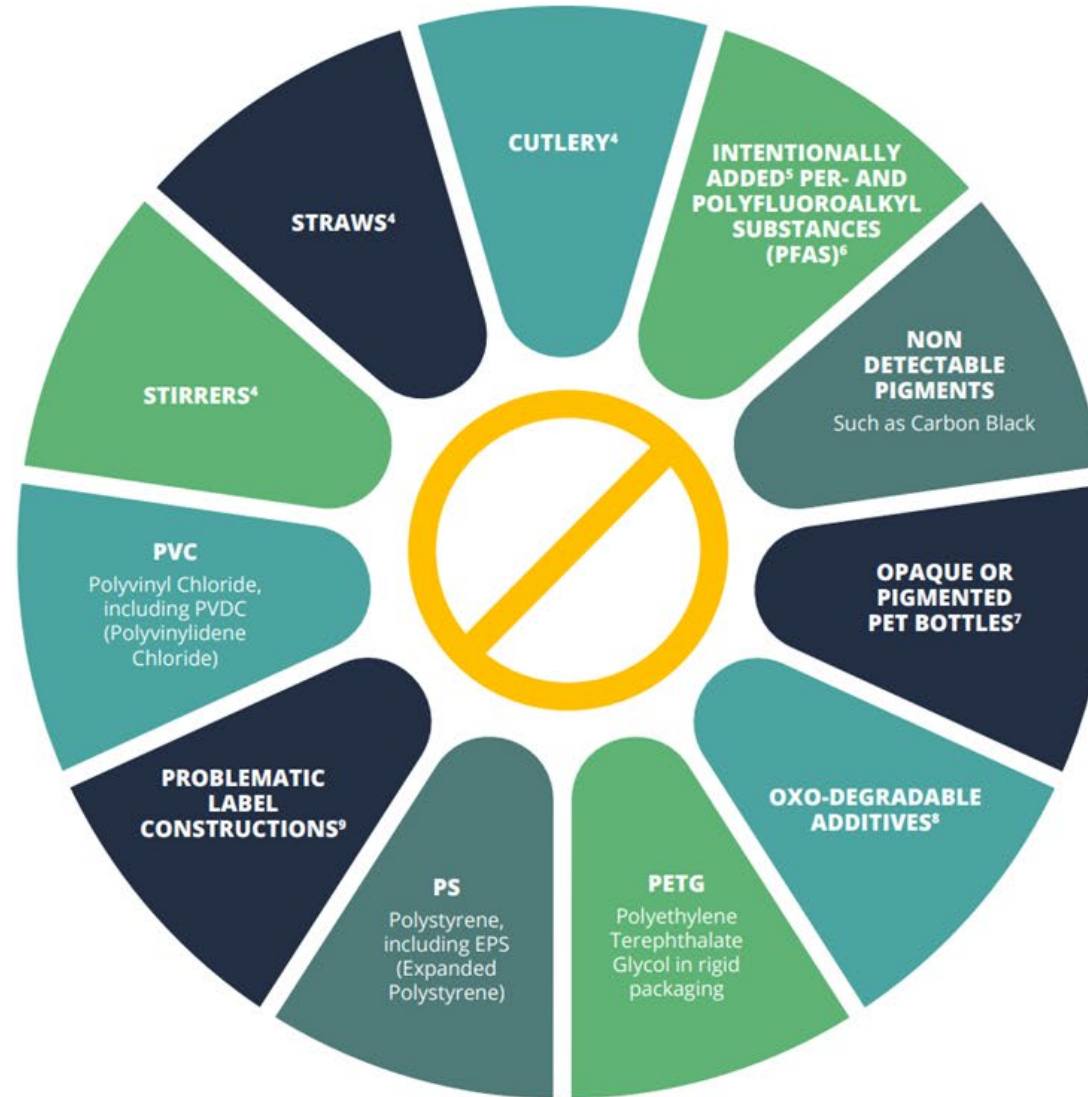 CUTLERY⁴
INTENTIONALLY
ADDED⁵ PER- AND
POLYFLUOROALKYL
SUBSTANCES
(PFAS)⁶
NON
DETECTABLE
PIGMENTS
Such as Carbon Black
OPAQUE OR
PIGMENTED
PET BOTTLES⁷
OXO-DEGRADABLE
ADDITIVES⁸
PETG
Polyethylene
Terephthalate
Glycol in rigid
packaging
PS
Polystyrene,
including EPS
(Expanded
Polystyrene)
PROBLEMATIC
LABEL
CONSTRUCTIONS⁹
PVC
Polyvinyl Chloride,
including PVDC
(Polyvinylidene
Chloride)
STIRRERS⁴
STRAWS⁴